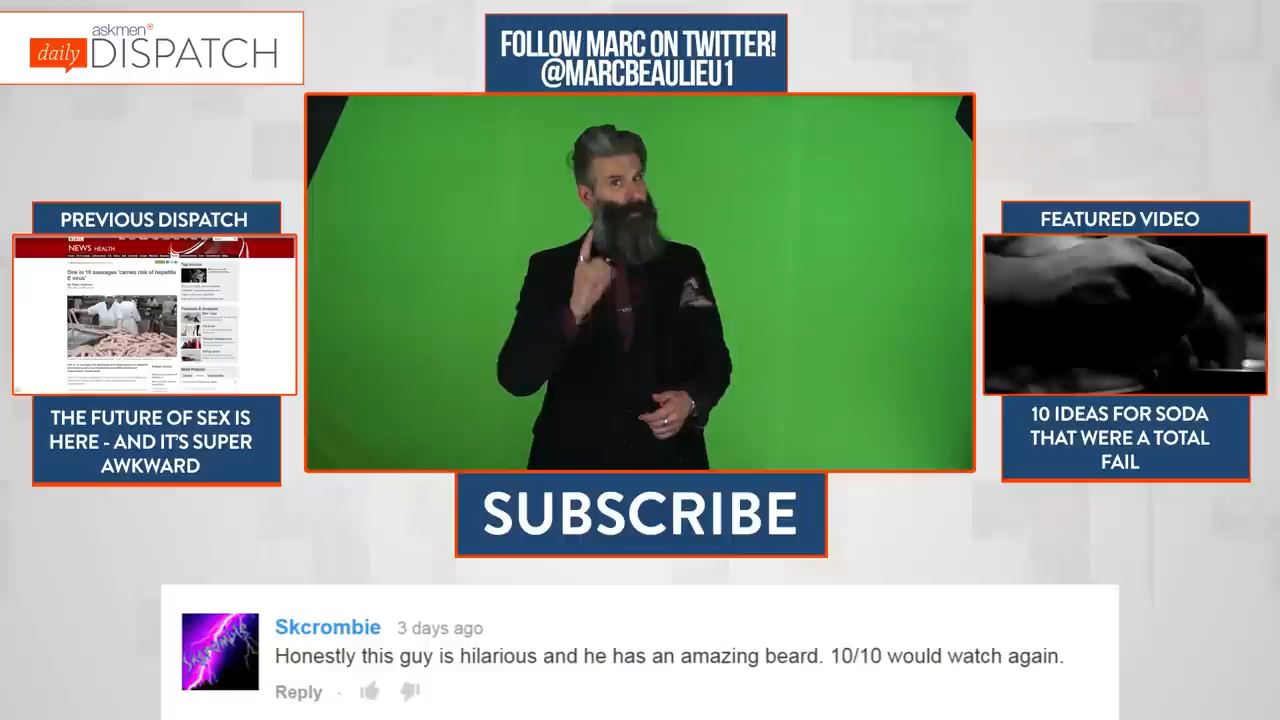 askmen
daily DISPATCH
FOLLOW MARC ON TWITTER!
@MARCBEAULIEU1
PREVIOUS DISPATCH
BBC
NEWS HEALTH
One in 10 sausages 'carries risk of hepatitis
E virus'
THE FUTURE OF SEX IS
HERE - AND IT'S SUPER
AWKWARD
FEATURED VIDEO
10 IDEAS FOR SODA
THAT WERE A TOTAL
FAIL
SUBSCRIBE
Skcrombie 3 days ago
Honestly this guy is hilarious and he has an amazing beard. 10/10 would watch again.
Reply